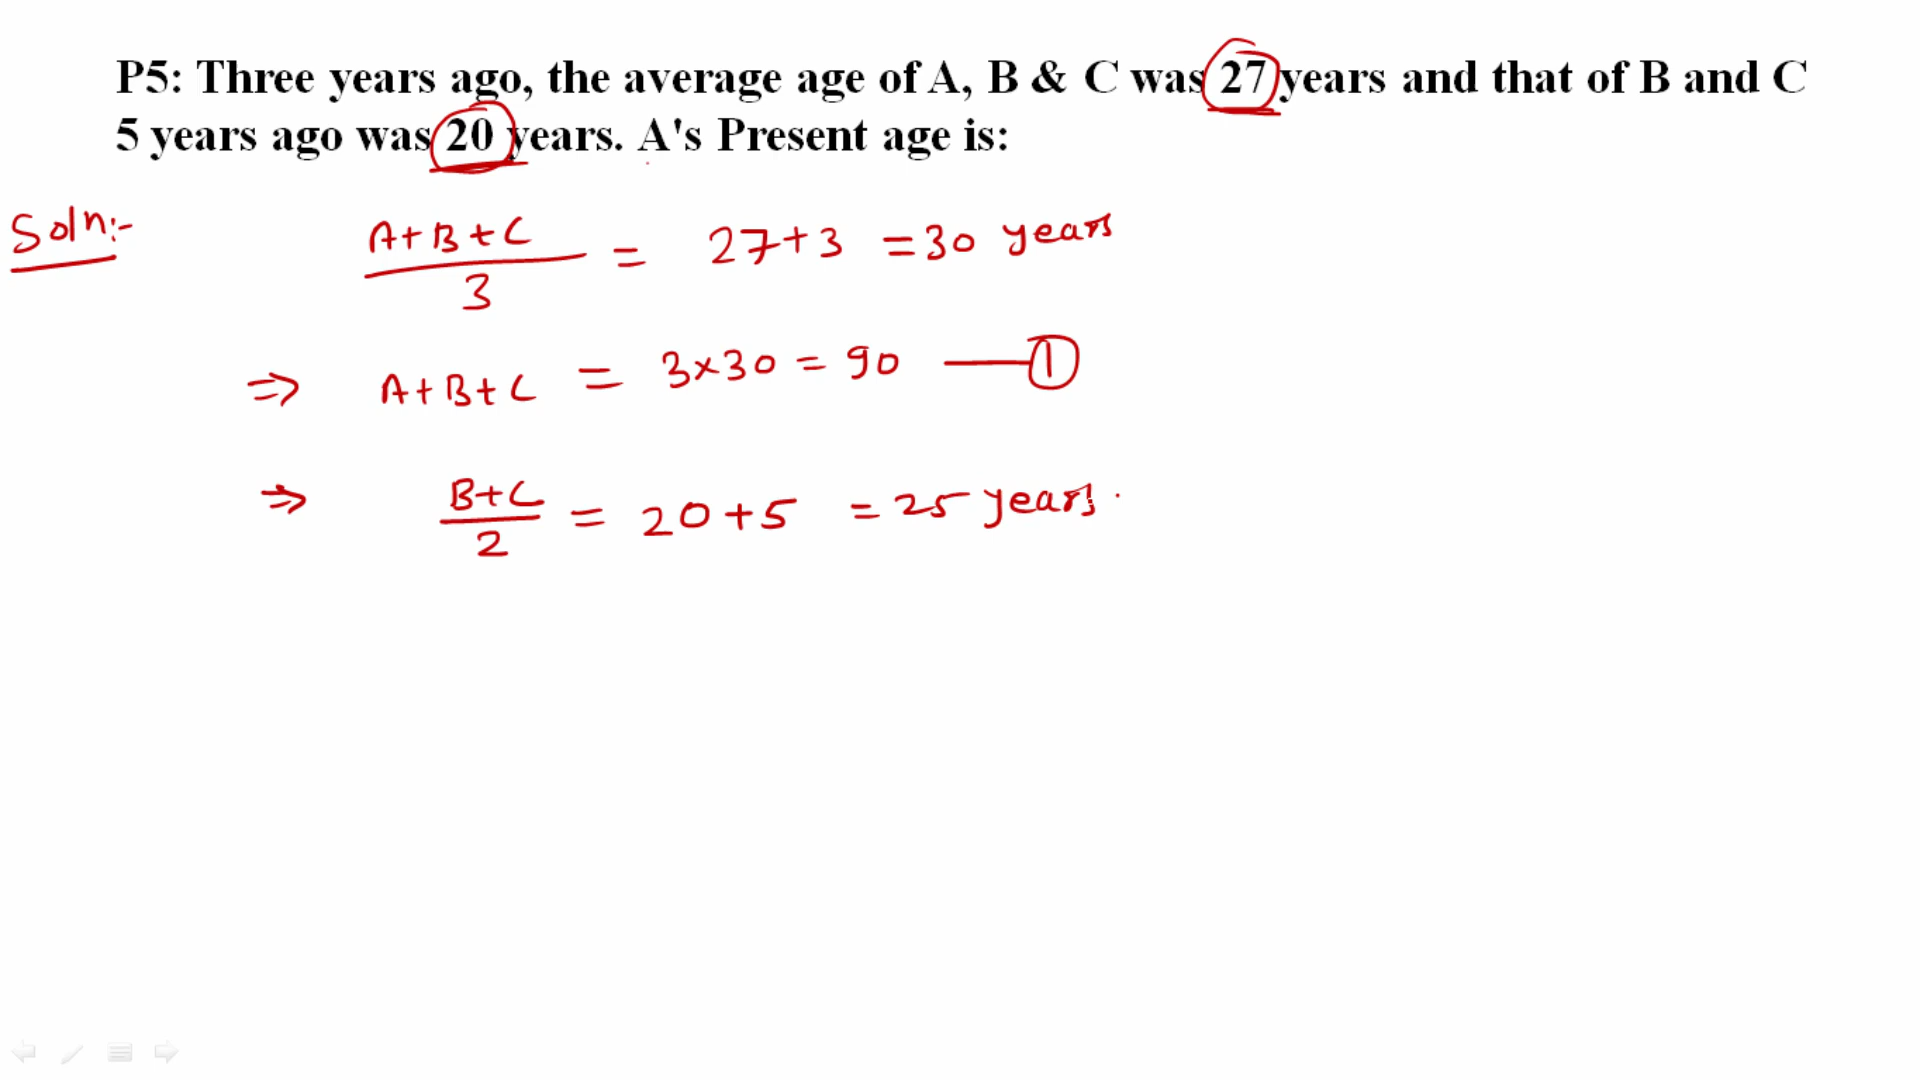 P5: Three years ago, the average age of A, B & C was 27 years and that of B and C
5 years ago was 20 years. A's Present age is:
Soln:-
A+B+C
3
= 27+3 = 30 years
⇒ A+B+C = 3×30 = 90 —— ①
⇒ B+C
2
= 20+5 = 25 years.